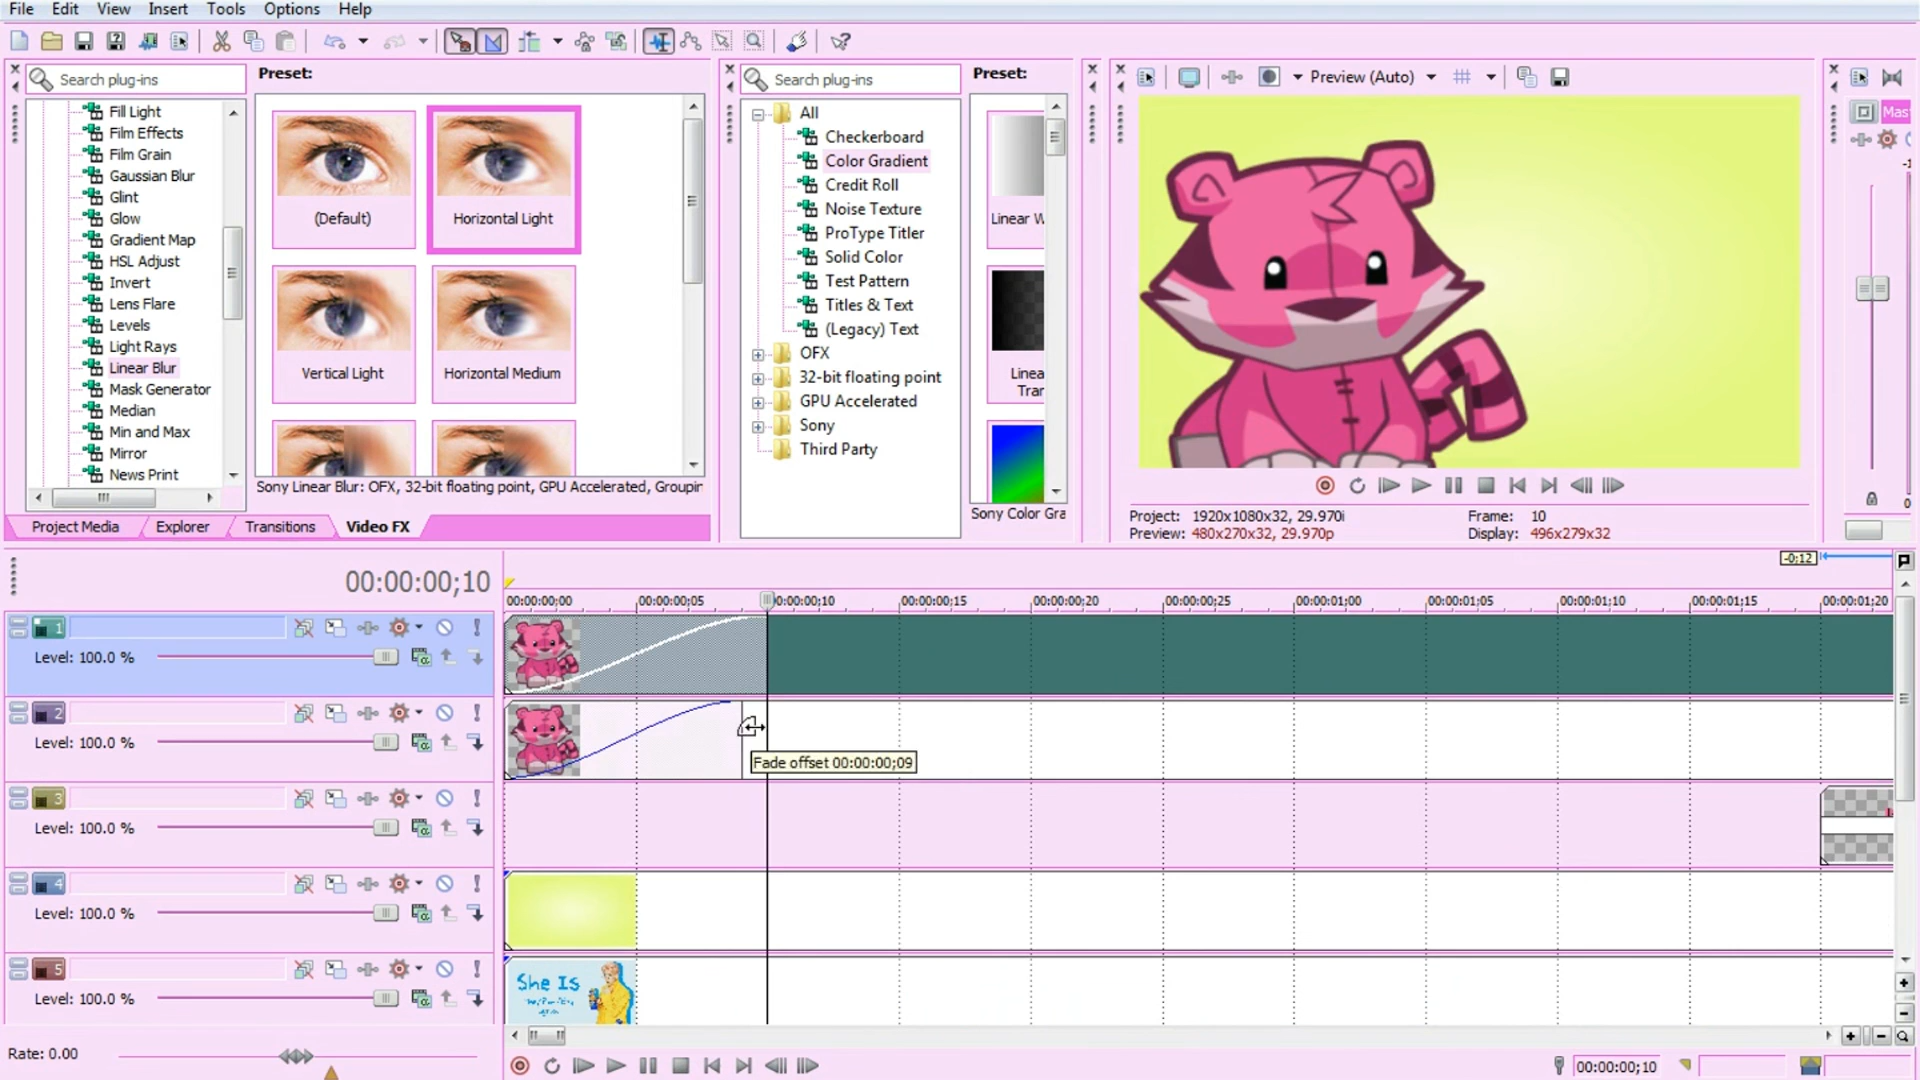 File Edit View Insert Tools Options Help
Search plug-ins
Preset:
Fill Light
Film Effects
Film Grain
Gaussian Blur
Glint
Glow
Gradient Map
HSL Adjust
Invert
Lens Flare
Levels
Light Rays
Linear Blur
Mask Generator
Median
Min and Max
Mirror
News Print
(Default)
Horizontal Light
Vertical Light
Horizontal Medium
Sony Linear Blur: OFX, 32-bit floating point, GPU Accelerated, Groupin
Project Media Explorer Transitions Video FX
Search plug-ins
Preset:
All
Checkerboard
Color Gradient
Credit Roll
Noise Texture
ProType Titler
Solid Color
Test Pattern
Titles & Text
(Legacy) Text
OFX
32-bit floating point
GPU Accelerated
Sony
Third Party
Linear W
Linea
Tran
Sony Color Gra
Preview (Auto)
Project: 1920x1080x32, 29.970i
Preview: 480x270x32, 29.970p
Frame: 10
Display: 496x279x32
Mas
-0:12
00:00:00;10
00:00:00;00 00:00:00;05 00:00:00;10 00:00:00;15 00:00:00;20 00:00:00;25 00:00:01;00 00:00:01;05 00:00:01;10 00:00:01;15 00:00:01;20
1
Level: 100.0 %
2
Level: 100.0 %
Fade offset 00:00:00;09
3
Level: 100.0 %
4
Level: 100.0 %
5
Level: 100.0 %
She Is
Rate: 0.00
00:00:00;10